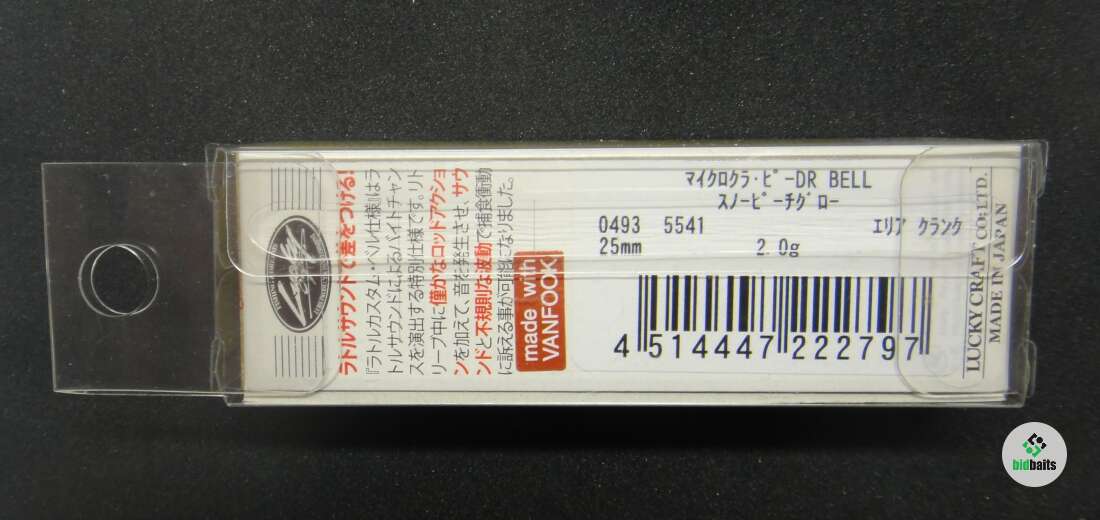 ラトルサウンドで差をつける!
『ラトルカスタム・ベル仕様』はラ
トルサウンドによるバイトチャン
スを演出する特別仕様です。リト
リーブ中に僅かなロッドアクショ
ンを加えて、音を発生させ、サウ
ンドと不規則な波動で捕食衝動
に訴える事が可能になりました。
made with
VANFOOK
マイクロクラ・ピーDR BELL
スノーピーチグロー
0493 5541 エリア クランク
25mm 2.0g
4 514447 222797
LUCKY CRAFT CO.LTD.
MADE IN JAPAN
bidbaits